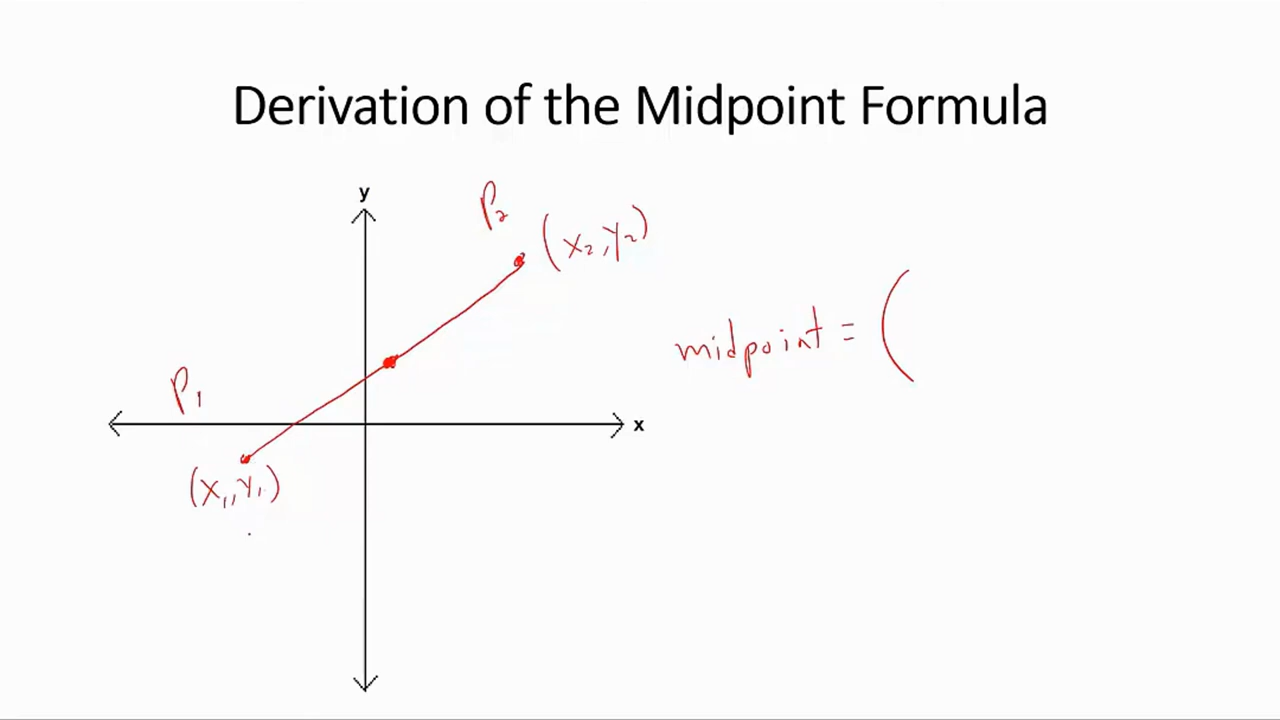 Derivation of the Midpoint Formula
y
P₂
(x₂,y₂)
midpoint = (
P₁
x
(x₁,y₁)